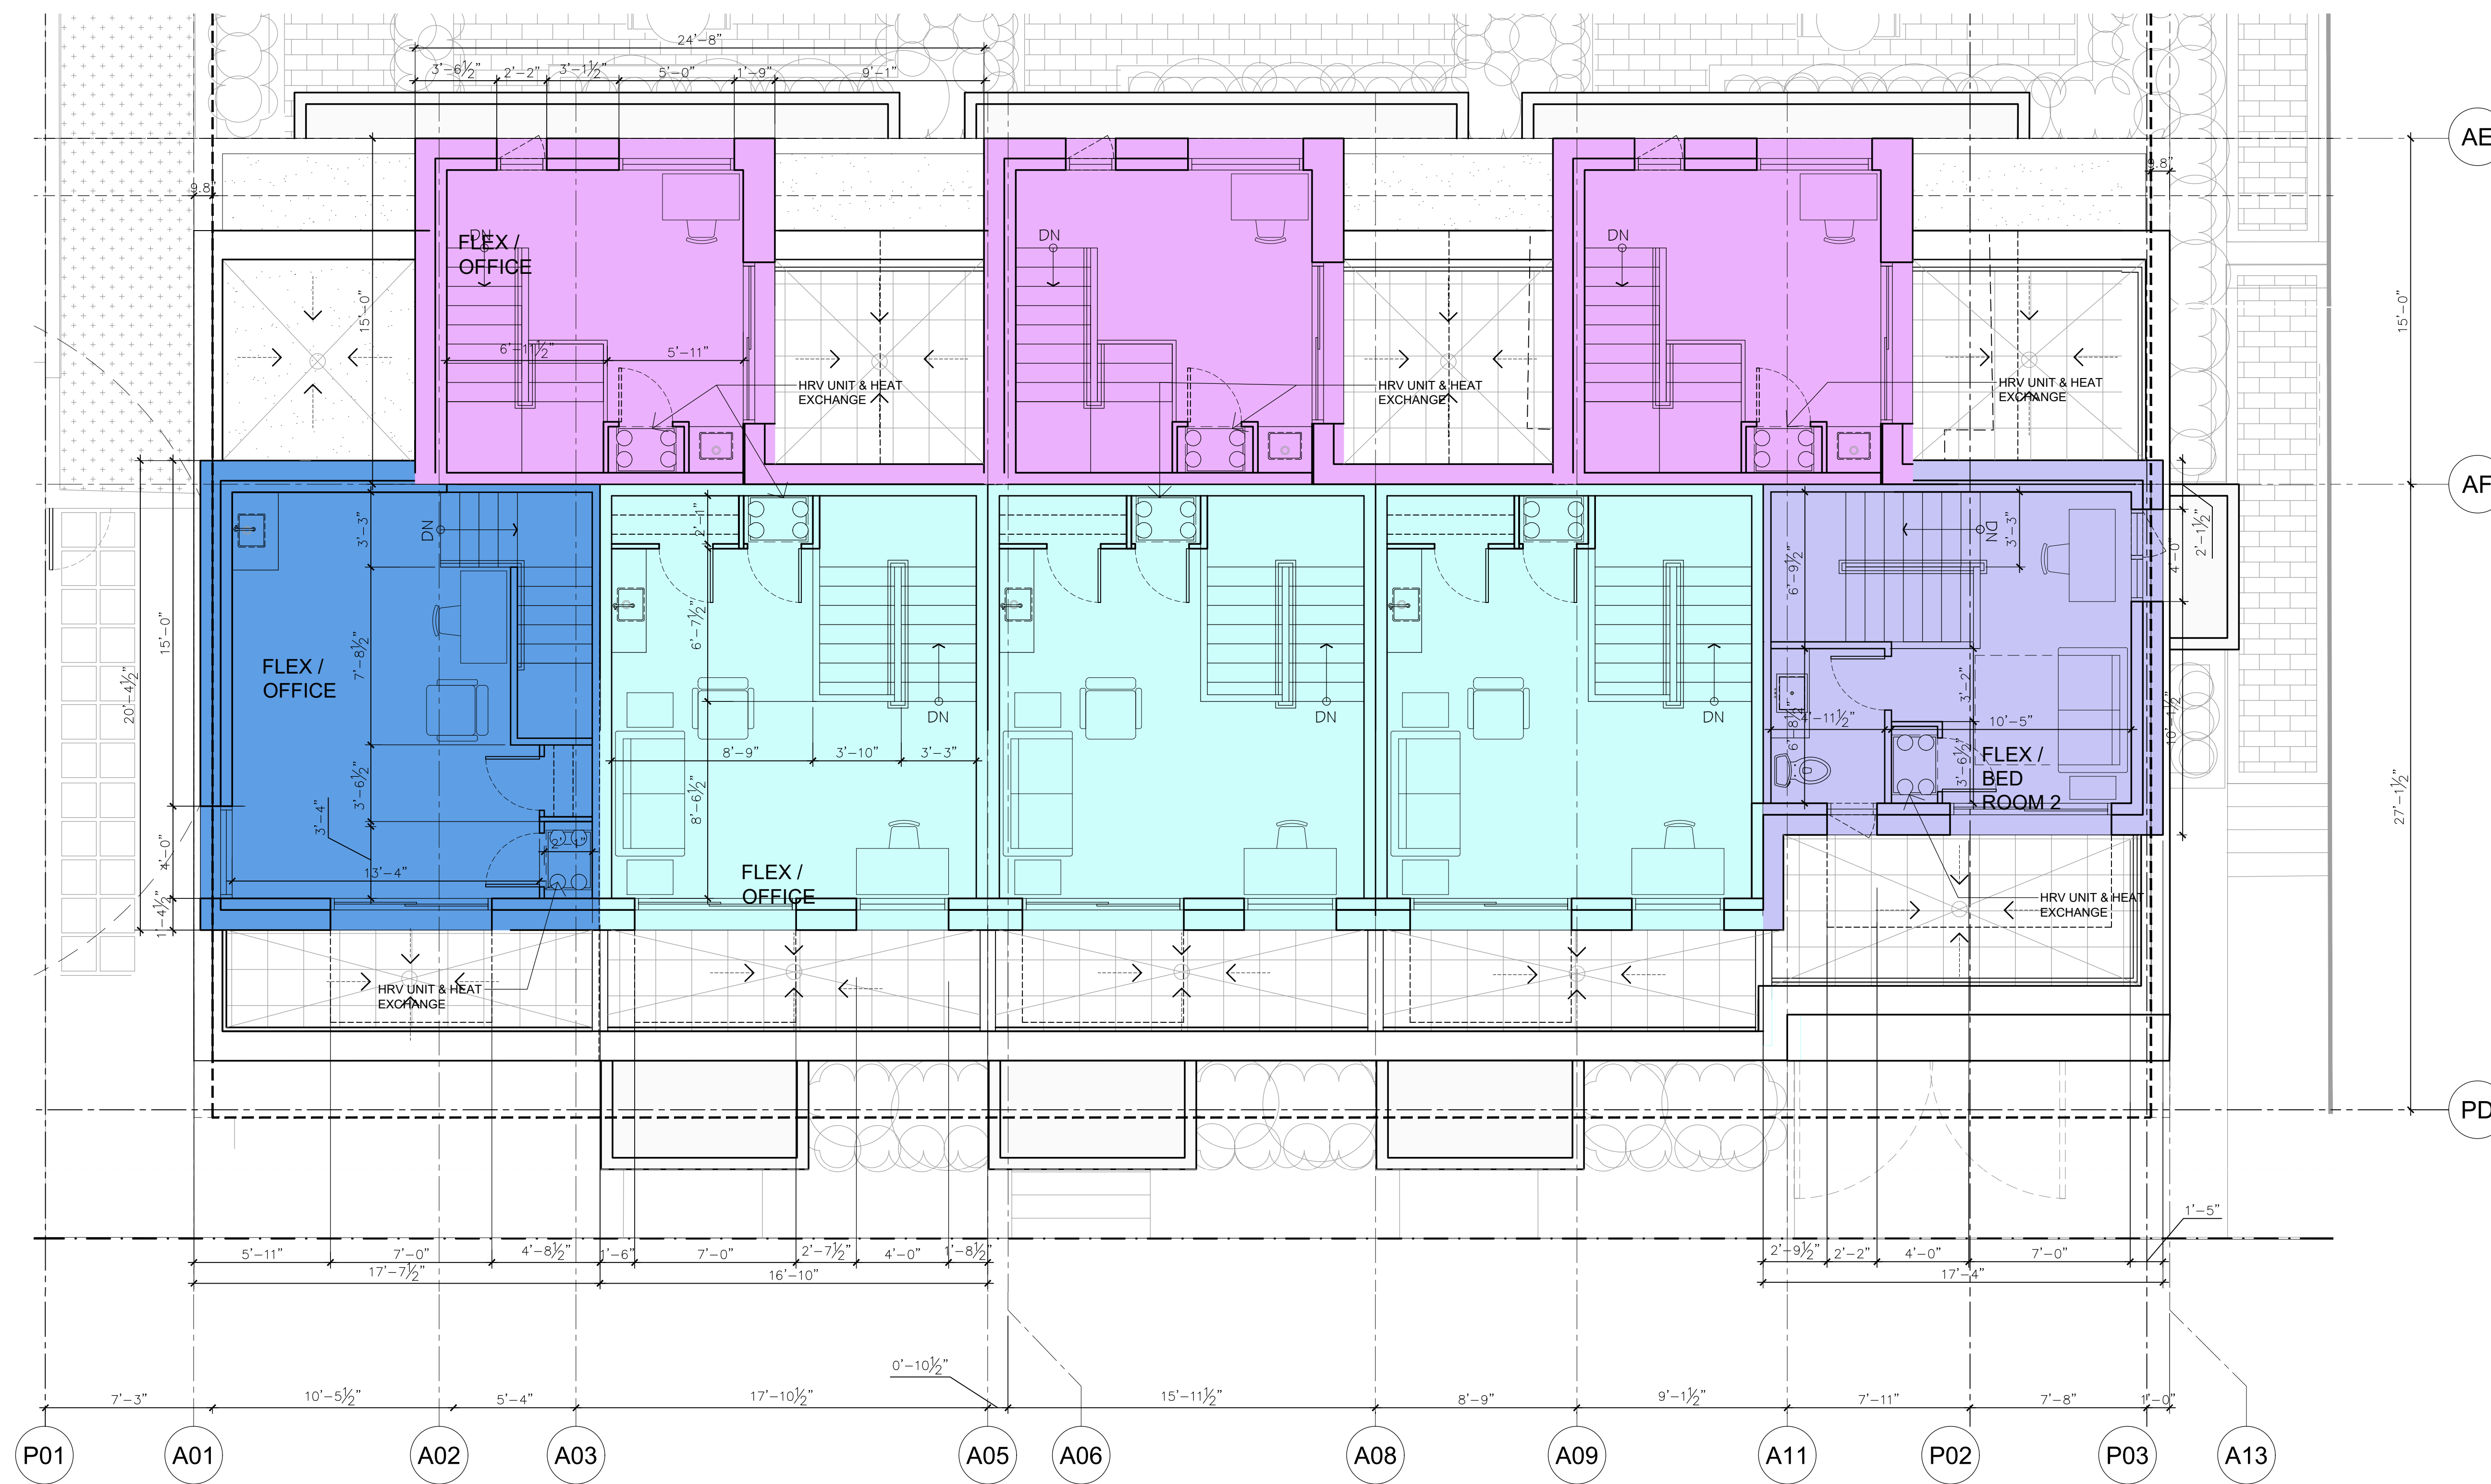 24'-8"
3'-6½" 2'-2" 3'-1½" 5'-0" 1'-9" 9'-1"
AE
9.8"
FLEX /
OFFICE
DN
DN
DN
15'-0"
15'-0"
6'-11½" 5'-11"
HRV UNIT & HEAT
EXCHANGE
HRV UNIT & HEAT
EXCHANGE
HRV UNIT & HEAT
EXCHANGE
AF
DN
3'-3"
2'-1"
6'-9½"
DN
3'-3"
4'-0"
2'-1½"
15'-0"
20'-4½"
FLEX /
OFFICE
7'-8½"
6'-7½"
DN
DN
DN
3'-2"
6'-8½"
4'-11½" 10'-5"
10'-1½"
8'-9" 3'-10" 3'-3"
3'-6½"
3'-4"
8'-6½"
3'-6½"
FLEX /
BED
ROOM 2
27'-1½"
4'-0"
1'-4½"
13'-4"
2'-1"
FLEX /
OFFICE
HRV UNIT & HEAT
EXCHANGE
HRV UNIT & HEAT
EXCHANGE
PD
1'-5"
5'-11" 7'-0" 4'-8½" 1'-6" 7'-0" 2'-7½" 4'-0" 1'-8½" 2'-9½" 2'-2" 4'-0" 7'-0"
17'-7½" 16'-10" 17'-4"
0'-10½"
7'-3" 10'-5½" 5'-4" 17'-10½" 15'-11½" 8'-9" 9'-1½" 7'-11" 7'-8" 1'-0"
P01 A01 A02 A03 A05 A06 A08 A09 A11 P02 P03 A13